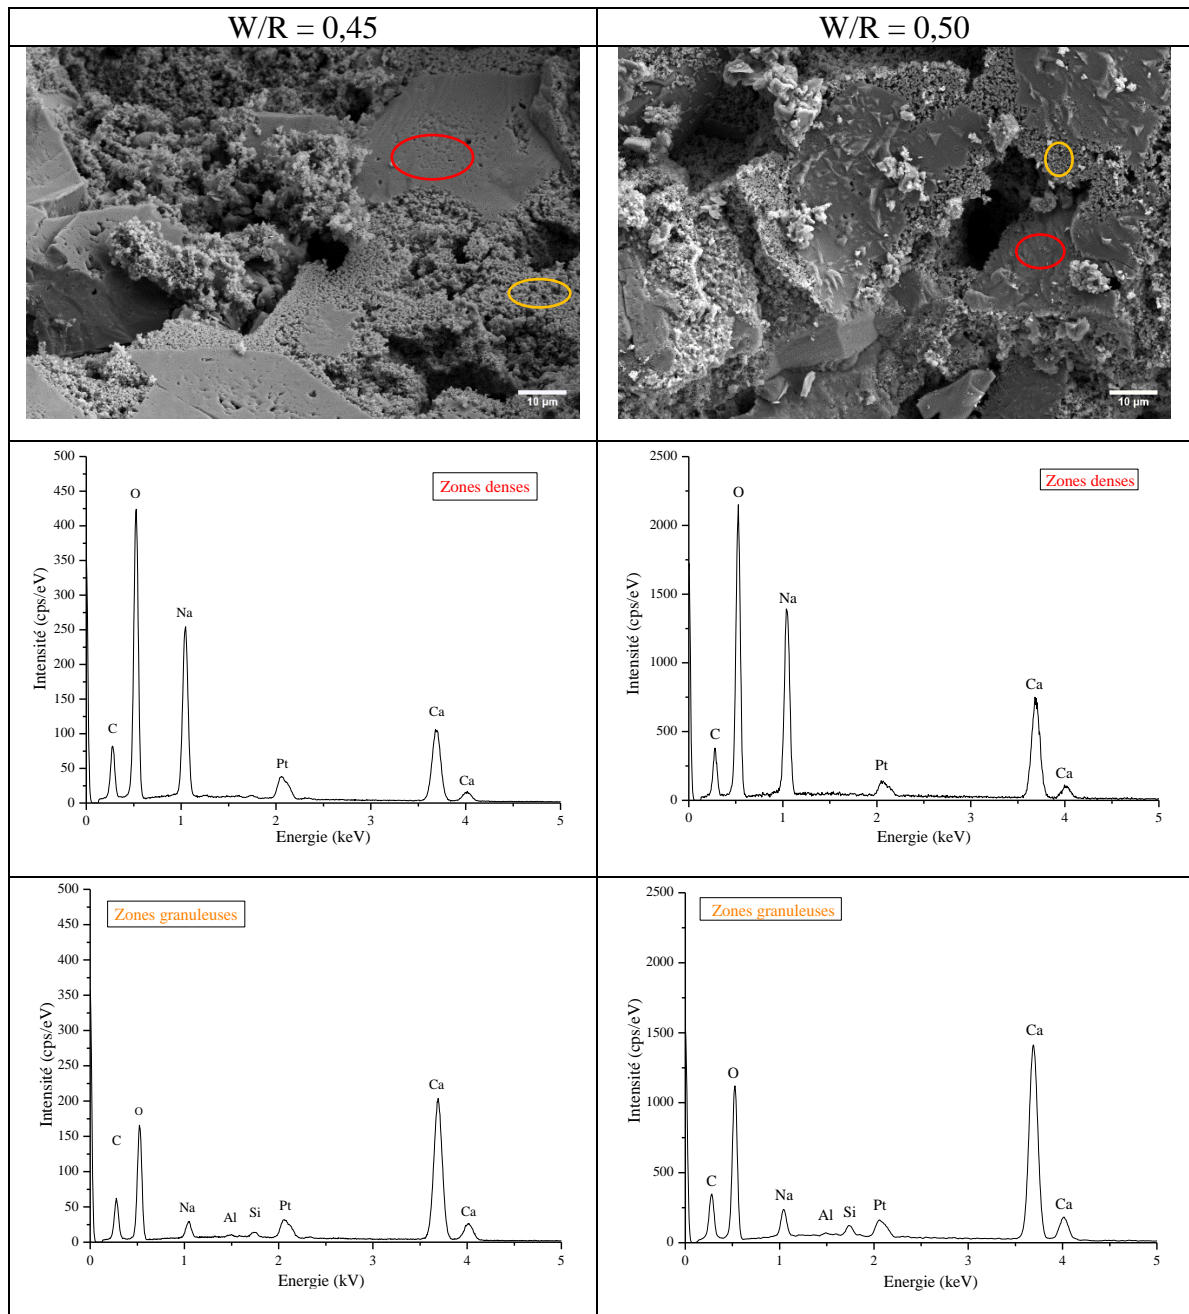 W/R = 0,45
W/R = 0,50
10 µm
10 µm
500
450
400
350
300
250
200
150
100
50
0
Intensité (cps/eV)
Zones denses
C
O
Na
Pt
Ca
Ca
0 1 2 3 4 5
Energie (keV)
2500
2000
1500
1000
500
0
Intensité (cps/eV)
Zones denses
C
O
Na
Pt
Ca
Ca
0 1 2 3 4 5
Energie (keV)
500
450
400
350
300
250
200
150
100
50
0
Intensité (cps/eV)
Zones granuleuses
C
O
Na
Al
Si
Pt
Ca
Ca
0 1 2 3 4 5
Energie (kV)
2500
2000
1500
1000
500
0
Intensité (cps/eV)
Zones granuleuses
C
O
Na
Al
Si
Pt
Ca
Ca
0 1 2 3 4 5
Energie (keV)